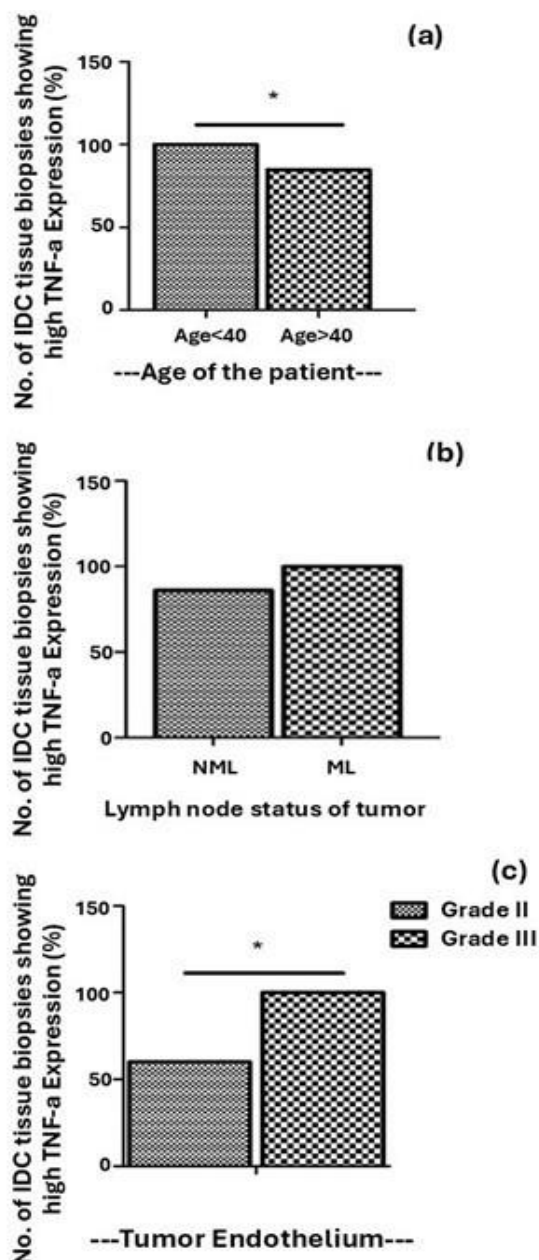 (a)
No. of IDC tissue biopsies showing
high TNF-a Expression (%)
150
100
50
0
*
Age<40 Age>40
---Age of the patient---
(b)
No. of IDC tissue biopsies showing
high TNF-a Expression (%)
150
100
50
0
NML ML
Lymph node status of tumor
(c)
No. of IDC tissue biopsies showing
high TNF-a Expression (%)
150
100
50
0
*
Grade II
Grade III
---Tumor Endothelium---